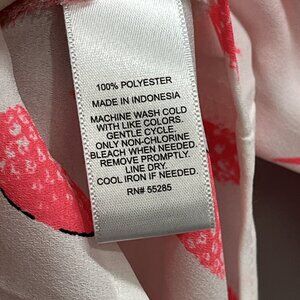 100% POLYESTER
MADE IN INDONESIA
MACHINE WASH COLD
WITH LIKE COLORS.
GENTLE CYCLE.
ONLY NON-CHLORINE
BLEACH WHEN NEEDED.
REMOVE PROMPTLY.
LINE DRY.
COOL IRON IF NEEDED.
RN# 55285